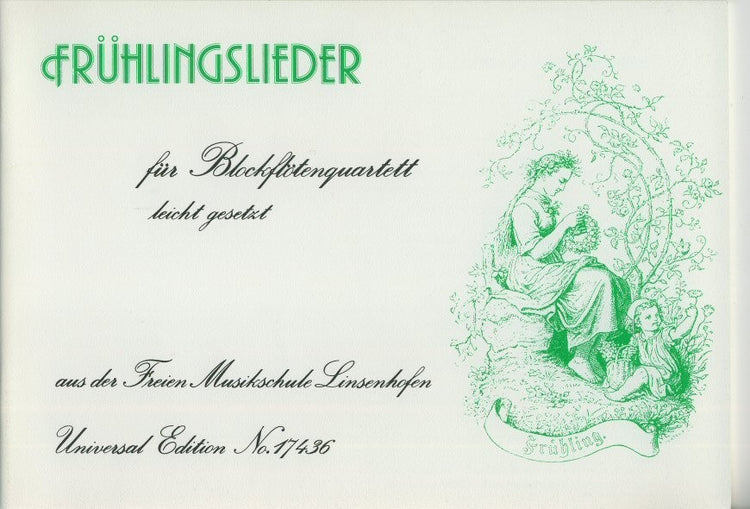 FRÜHLINGSLIEDER
für Blockflötenquartett
leicht gesetzt
aus der Freien Musikschule Linsenhofen
Universal Edition No. 17436
Frühling.